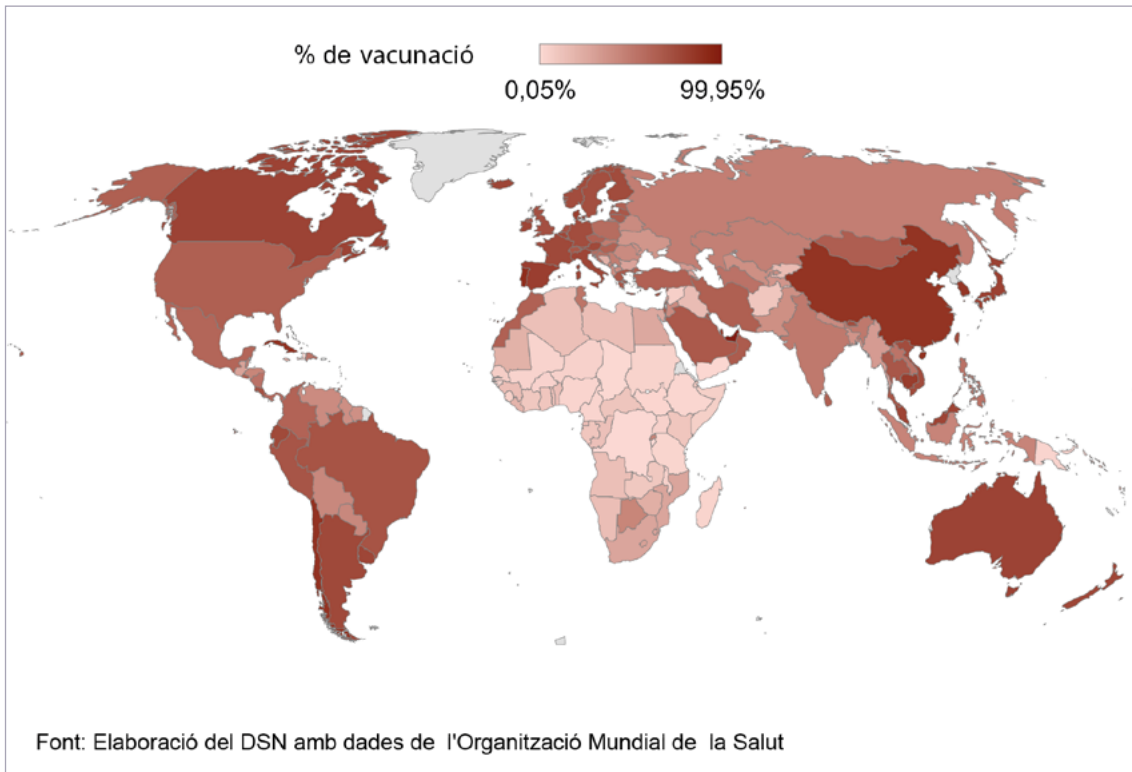 % de vacunació
0,05% 99,95%
Font: Elaboració del DSN amb dades de l'Organització Mundial de la Salut